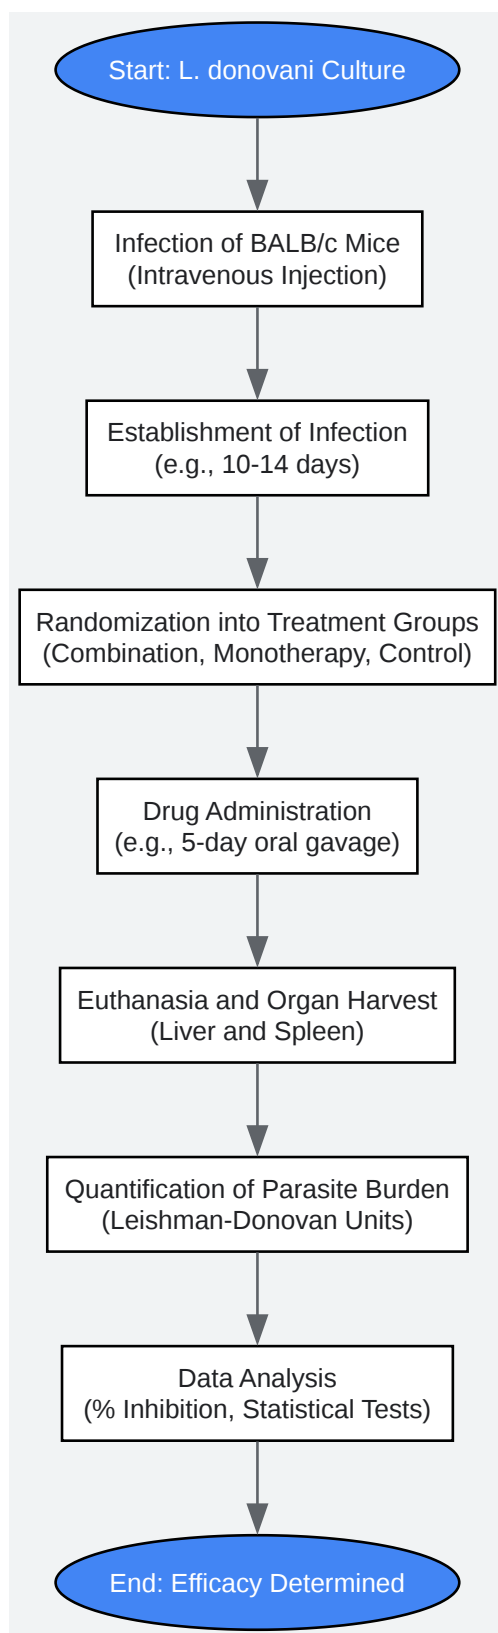 Start: L. donovani Culture
Infection of BALB/c Mice
(Intravenous Injection)
Establishment of Infection
(e.g., 10-14 days)
Randomization into Treatment Groups
(Combination, Monotherapy, Control)
Drug Administration
(e.g., 5-day oral gavage)
Euthanasia and Organ Harvest
(Liver and Spleen)
Quantification of Parasite Burden
(Leishman-Donovan Units)
Data Analysis
(% Inhibition, Statistical Tests)
End: Efficacy Determined